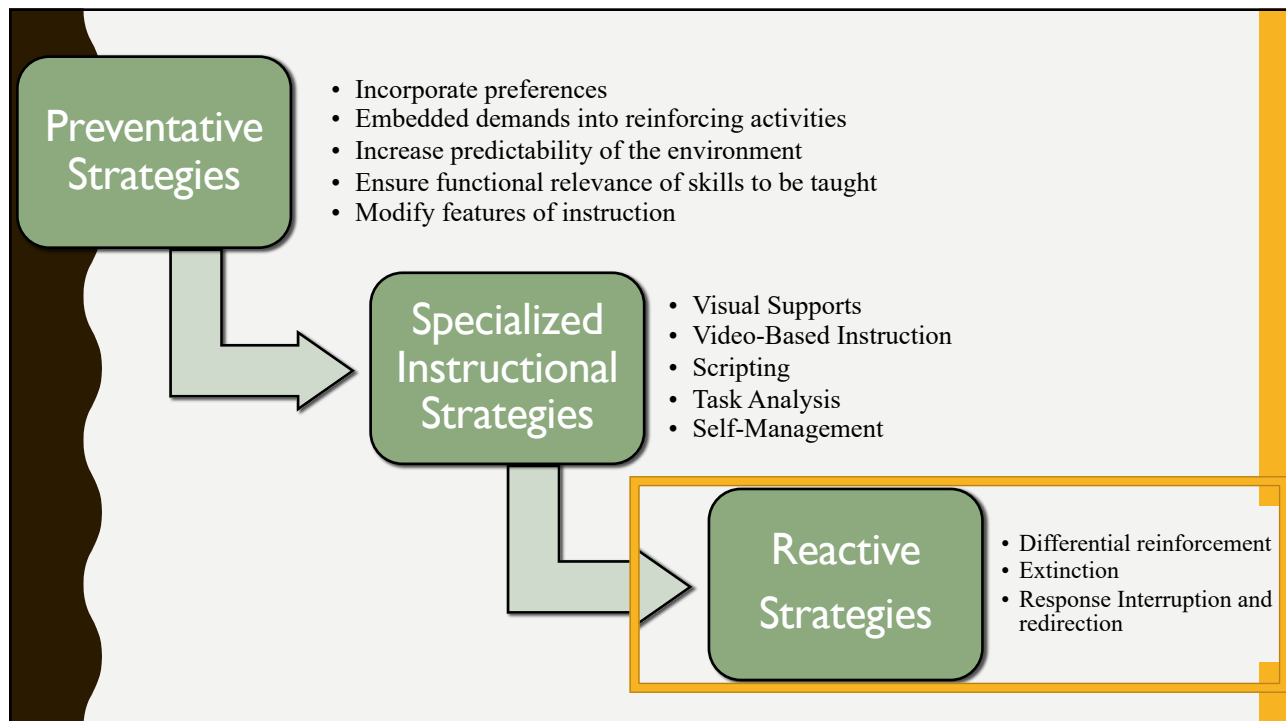 Preventative
Strategies
• Incorporate preferences
• Embedded demands into reinforcing activities
• Increase predictability of the environment
• Ensure functional relevance of skills to be taught
• Modify features of instruction
Specialized
Instructional
Strategies
• Visual Supports
• Video-Based Instruction
• Scripting
• Task Analysis
• Self-Management
Reactive
Strategies
• Differential reinforcement
• Extinction
• Response Interruption and
redirection